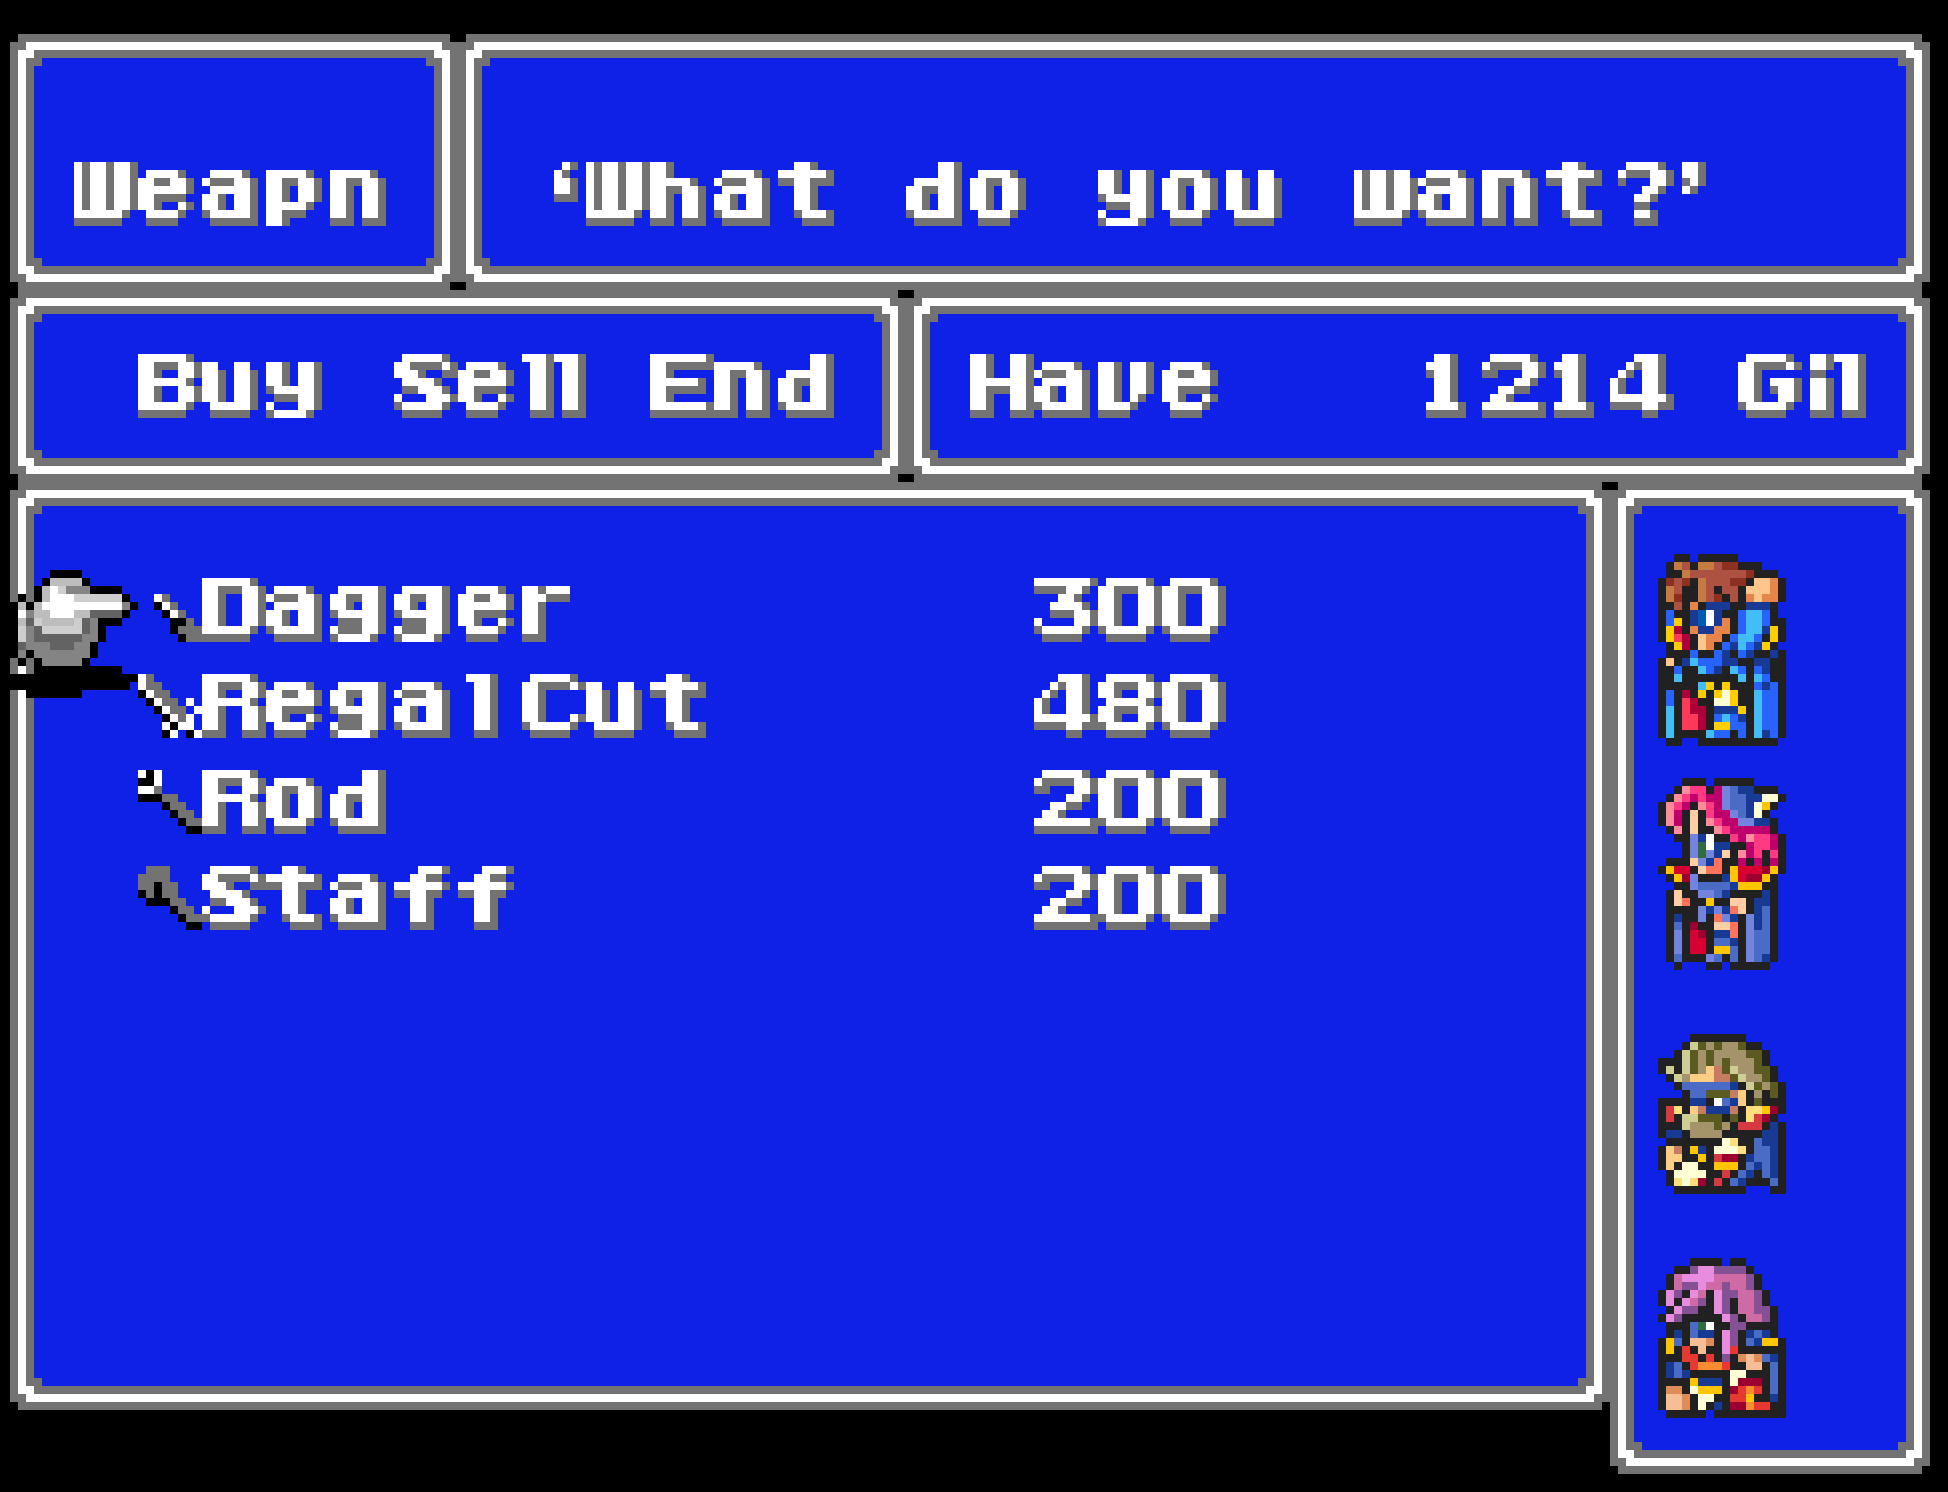 Weapn
‘What do you want?’
Buy Sell End
Have 1214 Gil
Dagger 300
RegalCut 480
Rod 200
Staff 200